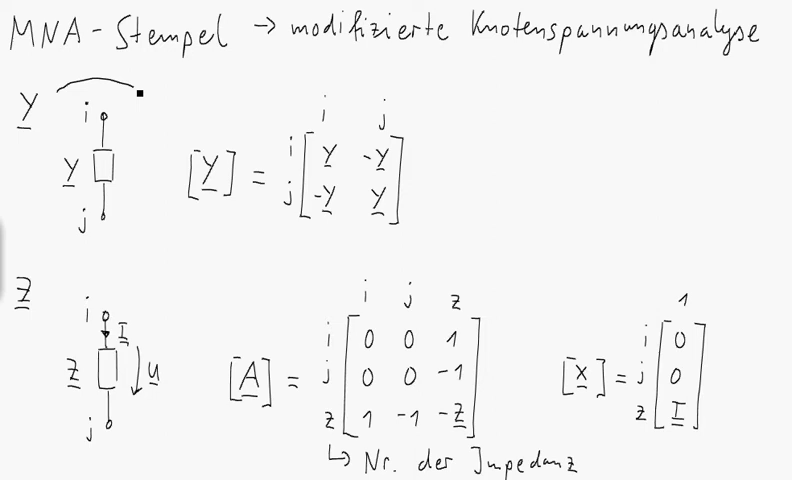 MNA-Stempel → modifizierte Knotenspannungsanalyse
Y
i
Y
j
[Y] =
i j
i Y -Y
j -Y Y
Z
i
I
Z u
j
[A] =
i j z
i 0 0 1
j 0 0 -1
z 1 -1 -Z
↳ Nr. der Impedanz
[x] =
1
i 0
j 0
z I